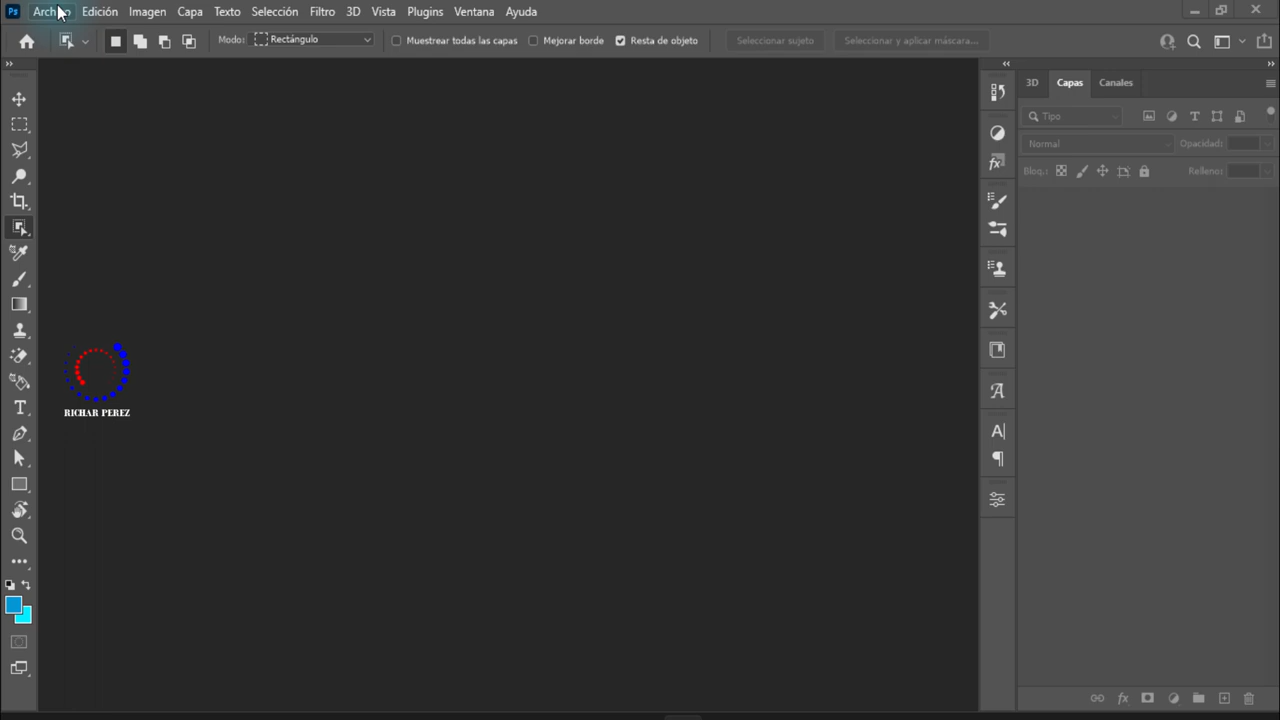 Ps Archivo Edición Imagen Capa Texto Selección Filtro 3D Vista Plugins Ventana Ayuda
Modo: Rectángulo Muestrear todas las capas Mejorar borde Resta de objeto Seleccionar sujeto Seleccionar y aplicar máscara...
3D Capas Canales
Tipo
Normal Opacidad:
Bloq.: Relleno:
RICHAR PEREZ